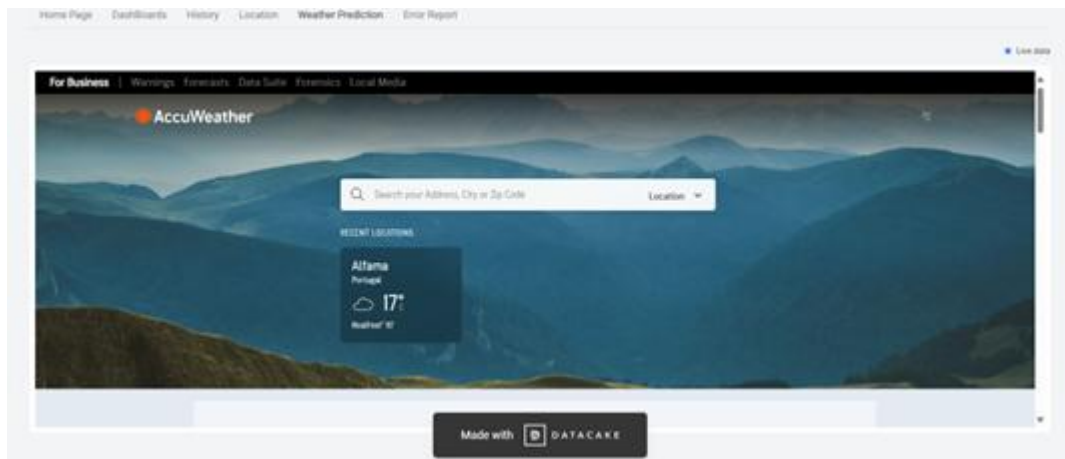 Home Page Dashboards History Location Weather Prediction Error Report
Live data
For Business | Warnings Forecasts Data Suite Forensics Local Media
AccuWeather
Search your Address, City or Zip Code Location
RECENT LOCATIONS
Alfama
Portugal
17°
RealFeel®
Made with DATACAKE